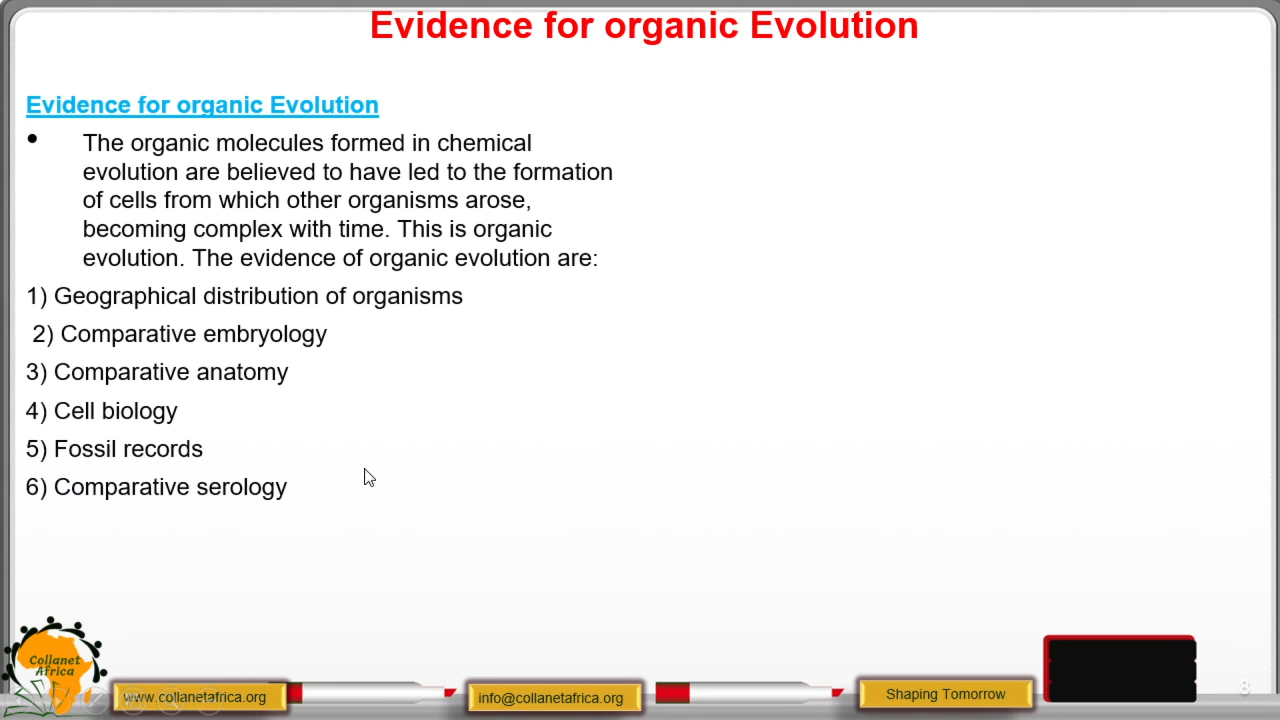 Evidence for organic Evolution
Evidence for organic Evolution
• The organic molecules formed in chemical
evolution are believed to have led to the formation
of cells from which other organisms arose,
becoming complex with time. This is organic
evolution. The evidence of organic evolution are:
1) Geographical distribution of organisms
2) Comparative embryology
3) Comparative anatomy
4) Cell biology
5) Fossil records
6) Comparative serology
Collanet
Africa
www.collanetafrica.org
info@collanetafrica.org
Shaping Tomorrow
8